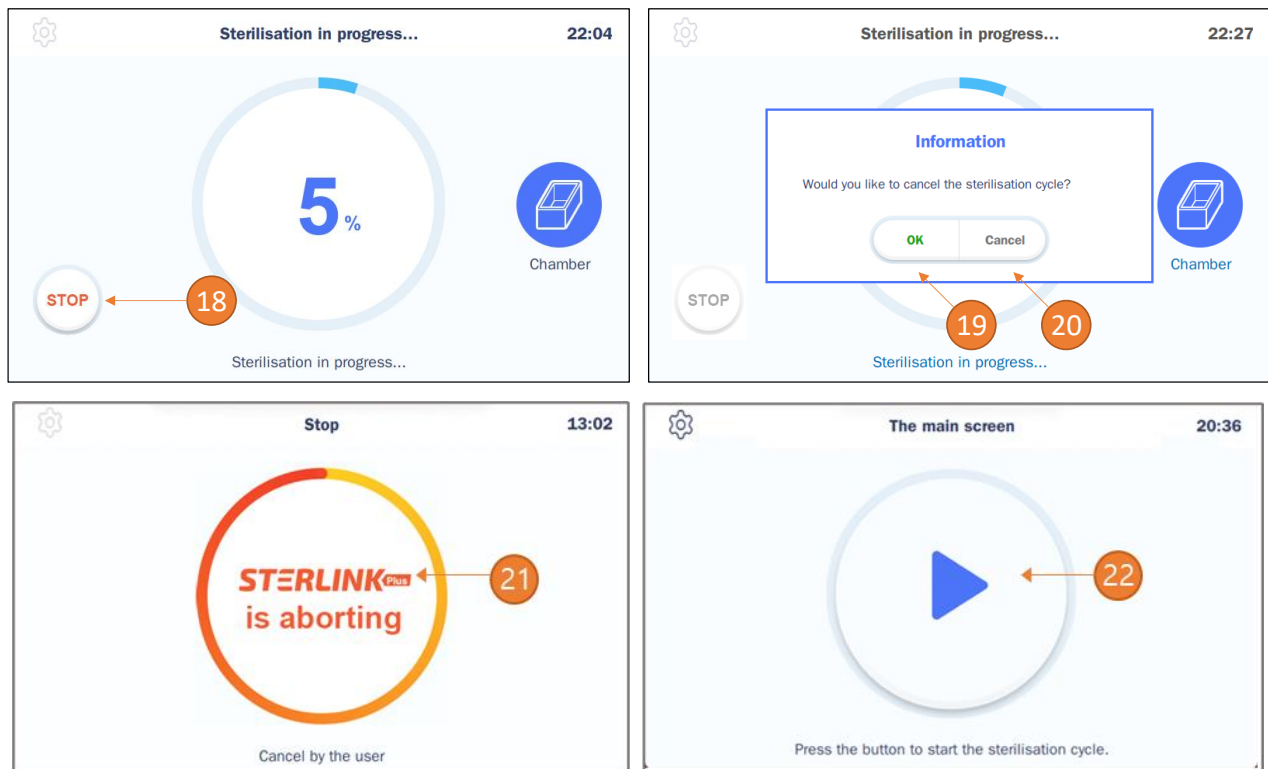 Sterilisation in progress... 22:04
5 %
Chamber
STOP
18
Sterilisation in progress...
Sterilisation in progress... 22:27
Information
Would you like to cancel the sterilisation cycle?
OK Cancel
Chamber
STOP
19 20
Sterilisation in progress...
Stop 13:02
STERLINK Plus
21
is aborting
Cancel by the user
The main screen 20:36
22
Press the button to start the sterilisation cycle.